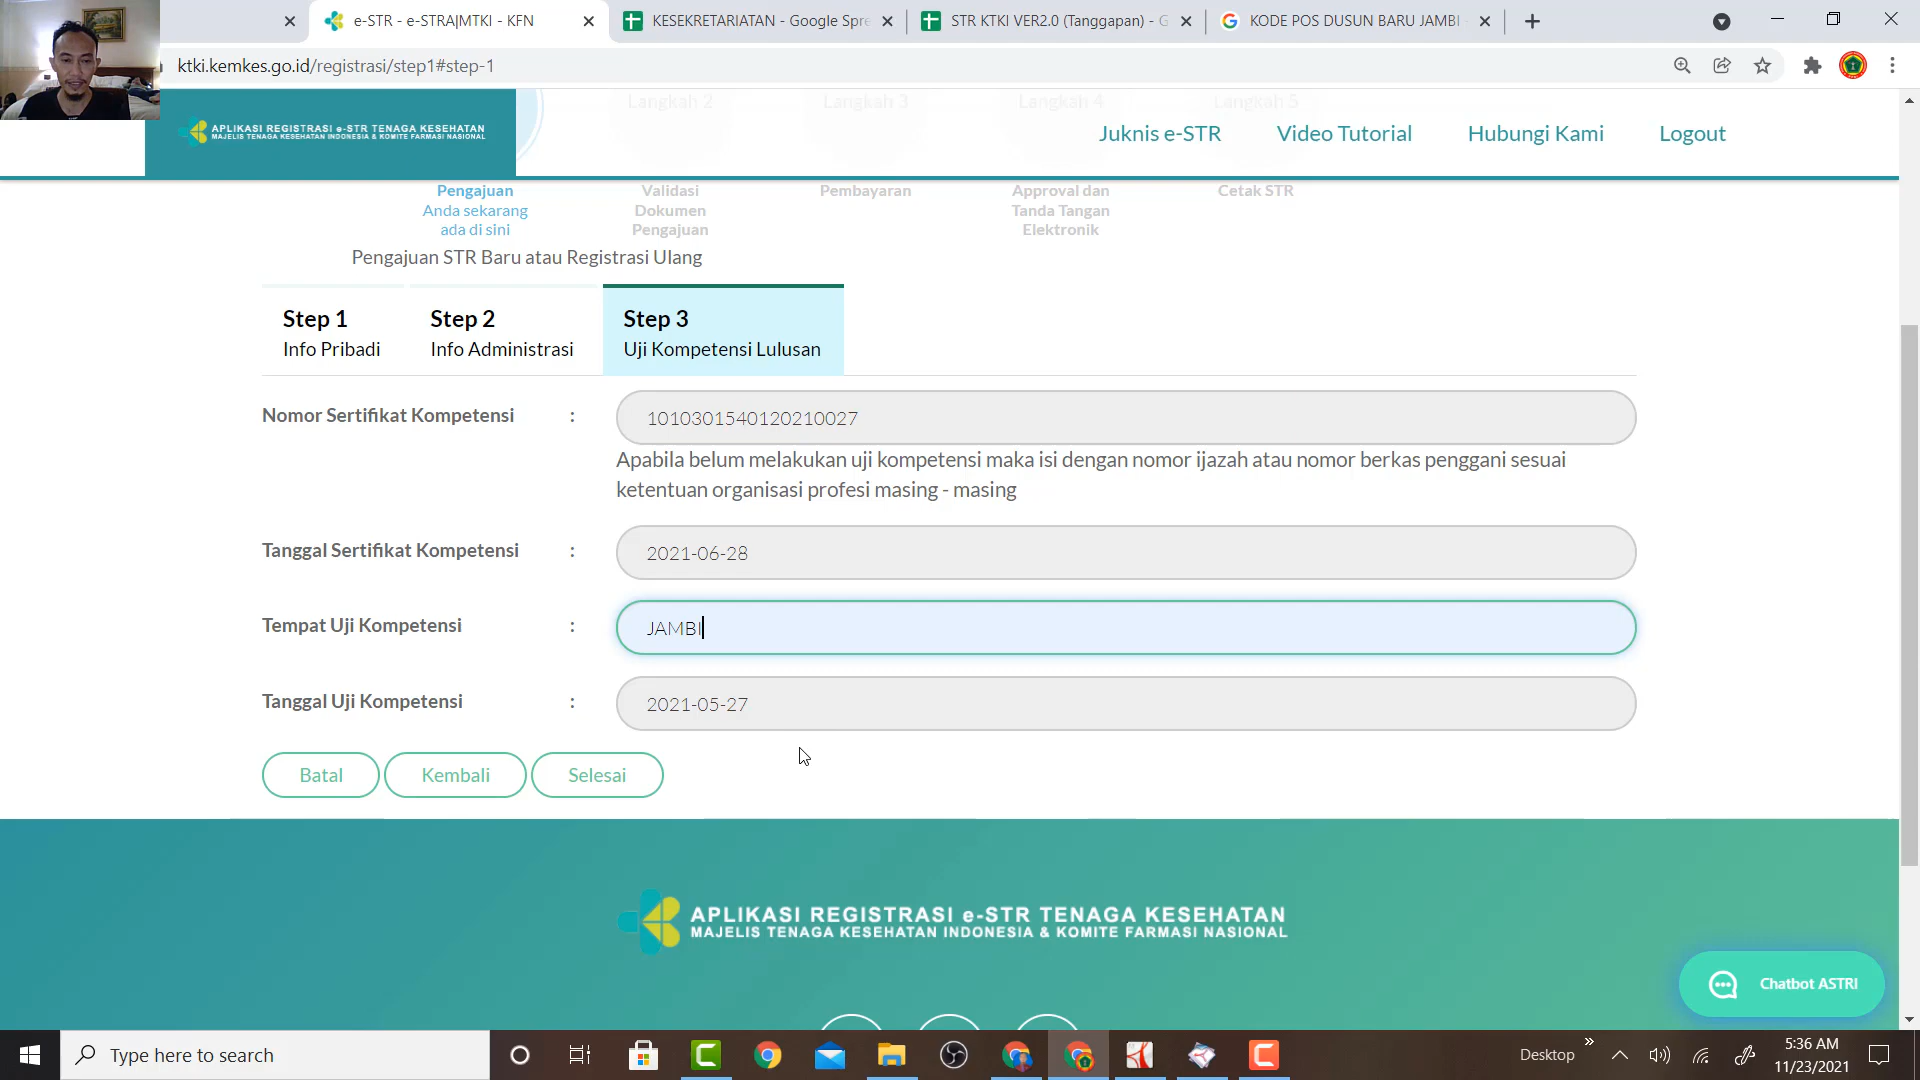 e-STR - e-STRA|MTKI - KFN
KESEKRETARIATAN - Google Spre
STR KTKI VER2.0 (Tanggapan) - G
KODE POS DUSUN BARU JAMBI -
ktki.kemkes.go.id/registrasi/step1#step-1
APLIKASI REGISTRASI e-STR TENAGA KESEHATAN
MAJELIS TENAGA KESEHATAN INDONESIA & KOMITE FARMASI NASIONAL
Langkah 2
Langkah 3
Langkah 4
Langkah 5
Juknis e-STR
Video Tutorial
Hubungi Kami
Logout
Pengajuan
Anda sekarang
ada di sini
Validasi
Dokumen
Pengajuan
Pembayaran
Approval dan
Tanda Tangan
Elektronik
Cetak STR
Pengajuan STR Baru atau Registrasi Ulang
Step 1
Info Pribadi
Step 2
Info Administrasi
Step 3
Uji Kompetensi Lulusan
Nomor Sertifikat Kompetensi : 1010301540120210027
Apabila belum melakukan uji kompetensi maka isi dengan nomor ijazah atau nomor berkas penggani sesuai
ketentuan organisasi profesi masing - masing
Tanggal Sertifikat Kompetensi : 2021-06-28
Tempat Uji Kompetensi : JAMBI
Tanggal Uji Kompetensi : 2021-05-27
Batal
Kembali
Selesai
APLIKASI REGISTRASI e-STR TENAGA KESEHATAN
MAJELIS TENAGA KESEHATAN INDONESIA & KOMITE FARMASI NASIONAL
Chatbot ASTRI
Type here to search
Desktop
5:36 AM
11/23/2021